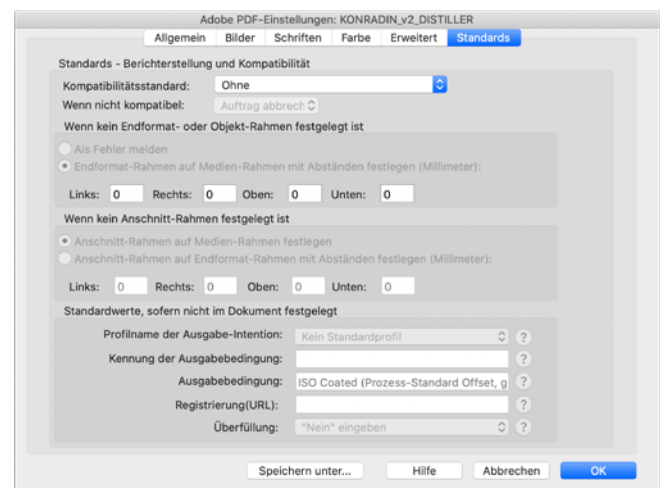 Adobe PDF-Einstellungen: KONRADIN_v2_DISTILLER
Allgemein Bilder Schriften Farbe Erweitert Standards
Standards - Berichterstellung und Kompatibilität
Kompatibilitätsstandard: Ohne
Wenn nicht kompatibel: Auftrag abbrech
Wenn kein Endformat- oder Objekt-Rahmen festgelegt ist
Als Fehler melden
Endformat-Rahmen auf Medien-Rahmen mit Abständen festlegen (Millimeter):
Links: 0 Rechts: 0 Oben: 0 Unten: 0
Wenn kein Anschnitt-Rahmen festgelegt ist
Anschnitt-Rahmen auf Medien-Rahmen festlegen
Anschnitt-Rahmen auf Endformat-Rahmen mit Abständen festlegen (Millimeter):
Links: 0 Rechts: 0 Oben: 0 Unten: 0
Standardwerte, sofern nicht im Dokument festgelegt
Profilname der Ausgabe-Intention: Kein Standardprofil ?
Kennung der Ausgabebedingung: ?
Ausgabebedingung: ISO Coated (Prozess-Standard Offset, g ?
Registrierung(URL): ?
Überfüllung: "Nein" eingeben ?
Speichern unter... Hilfe Abbrechen OK